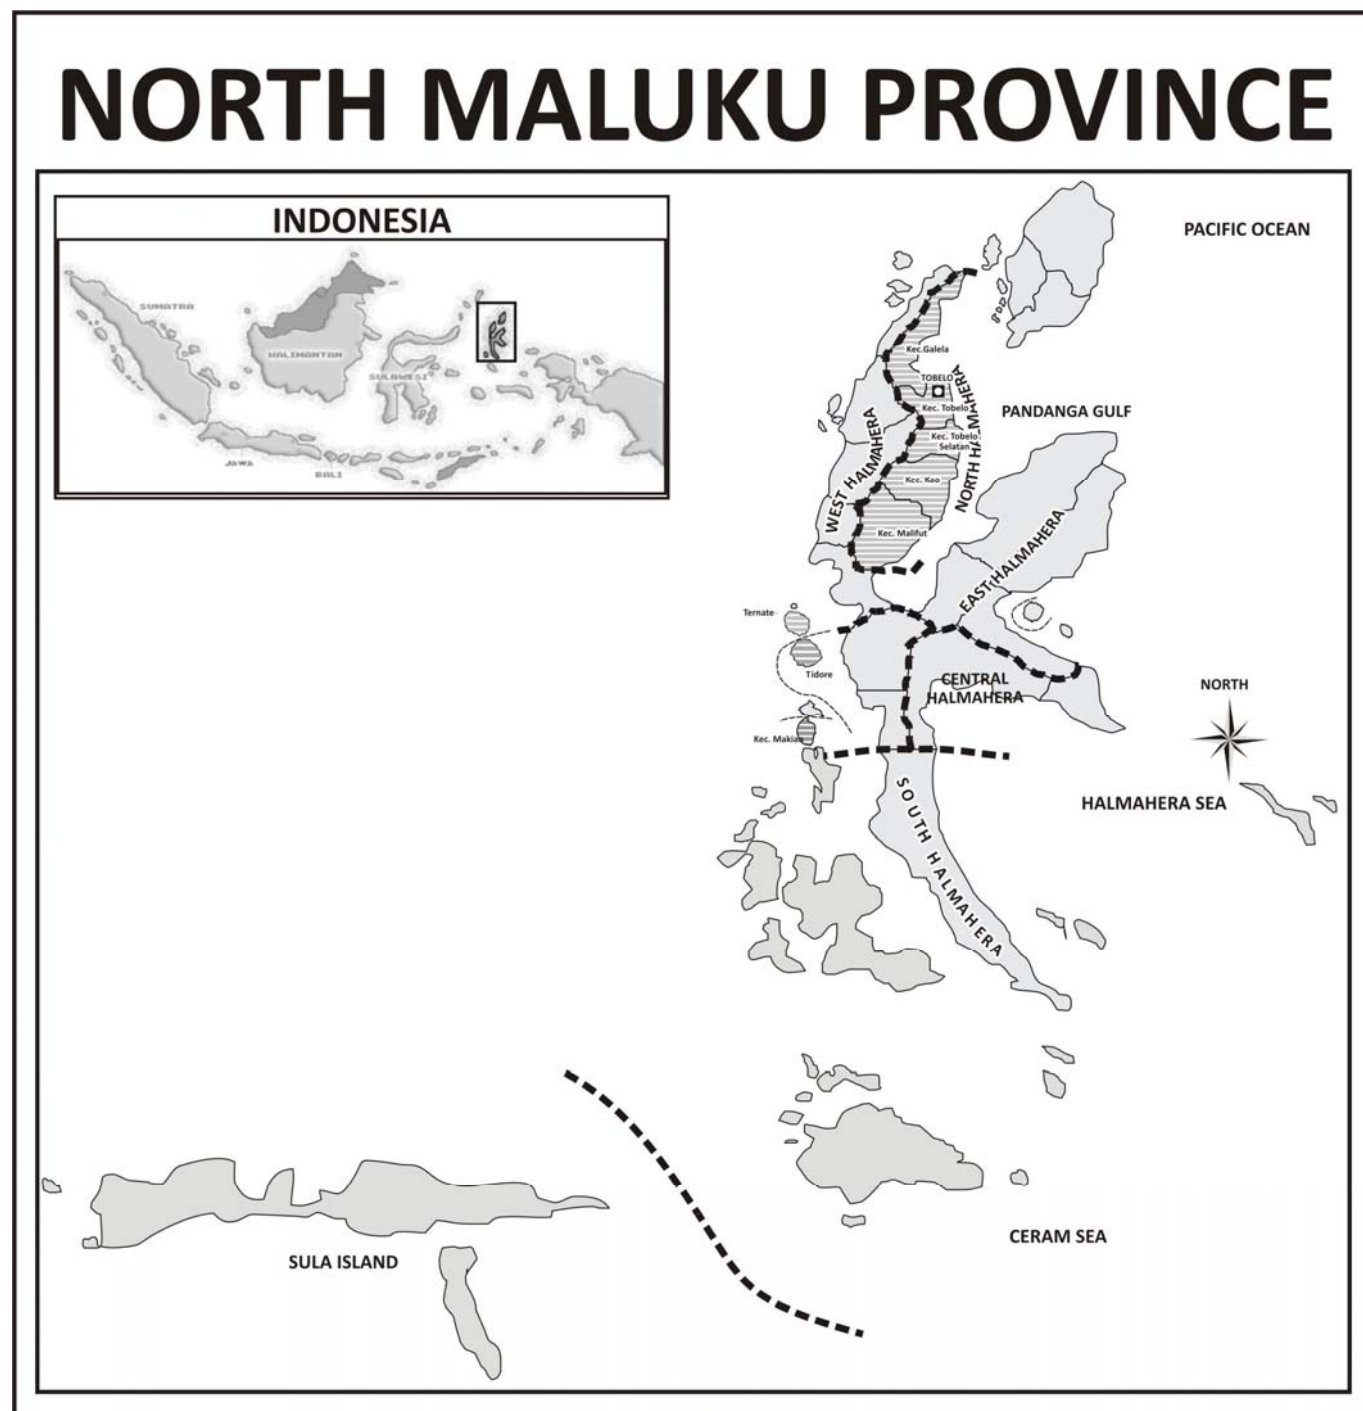 NORTH MALUKU PROVINCE
INDONESIA
SUMATRA
KALIMANTAN
SULAWESI
JAWA
BALI
PACIFIC OCEAN
Kec.Galela
TOBELO
Kec. Tobelo
Kec. Tobelo
Selatan
Kec. Kao
Kec. Malifut
WEST HALMAHERA
NORTH HALMAHERA
PANDANGA GULF
EAST HALMAHERA
Ternate
Tidore
CENTRAL
HALMAHERA
Kec. Makian
NORTH
HALMAHERA SEA
SOUTH HALMAHERA
CERAM SEA
SULA ISLAND